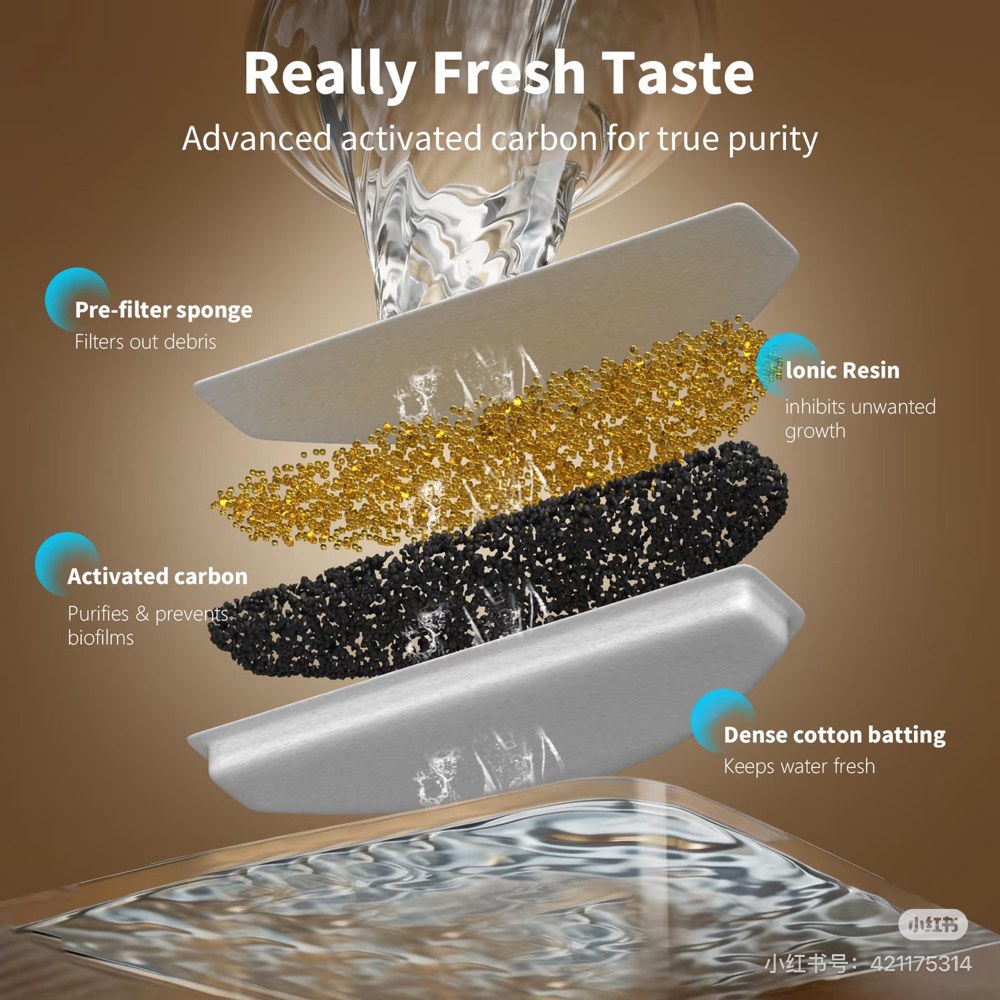 Really Fresh Taste
Advanced activated carbon for true purity
Pre-filter sponge
Filters out debris
lonic Resin
inhibits unwanted
growth
Activated carbon
Purifies & prevents
biofilms
Dense cotton batting
Keeps water fresh
小红书
小红书号：421175314